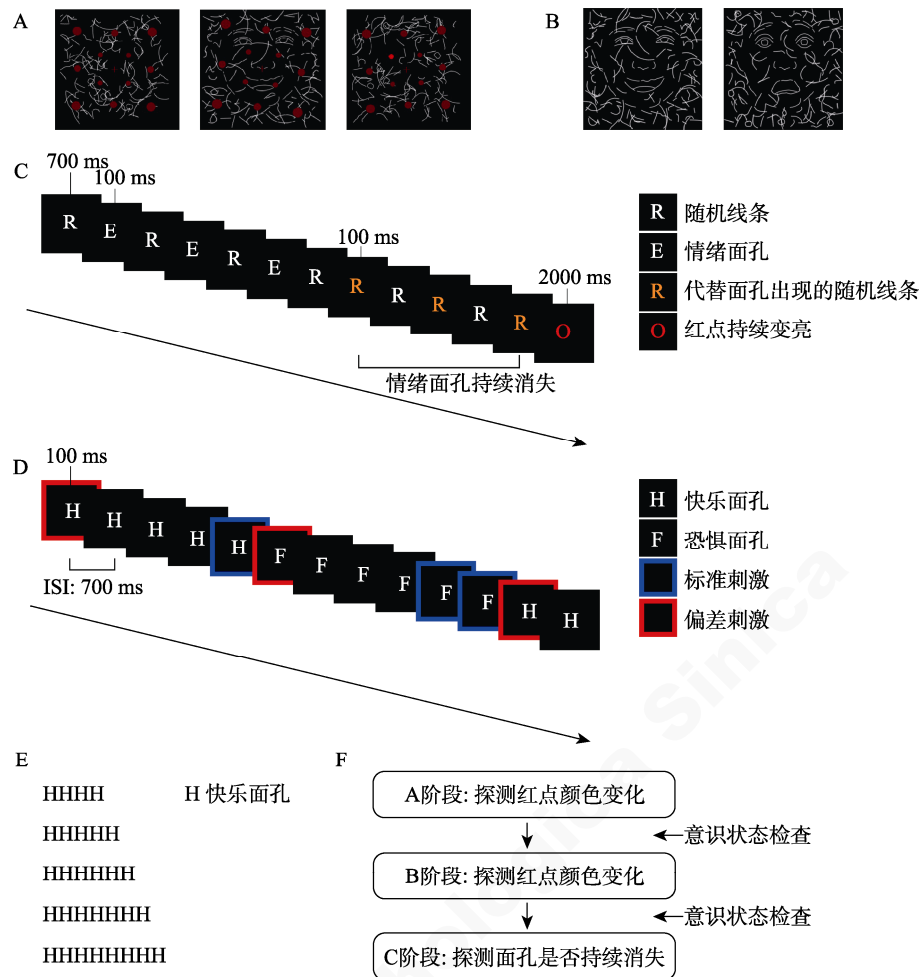 A
B
C
700 ms
100 ms
R
E
R
E
R
E
R
100 ms
R
R
R
R
R
2000 ms
O
情绪面孔持续消失
R 随机线条
E 情绪面孔
R 代替面孔出现的随机线条
O 红点持续变亮
D
100 ms
H
H
H
H
H
F
F
F
F
F
F
H
H
ISI: 700 ms
H 快乐面孔
F 恐惧面孔
标准刺激
偏差刺激
E
HHHH
H 快乐面孔
HHHHH
HHHHHH
HHHHHHH
HHHHHHHH
F
A阶段: 探测红点颜色变化
意识状态检查
B阶段: 探测红点颜色变化
意识状态检查
C阶段: 探测面孔是否持续消失